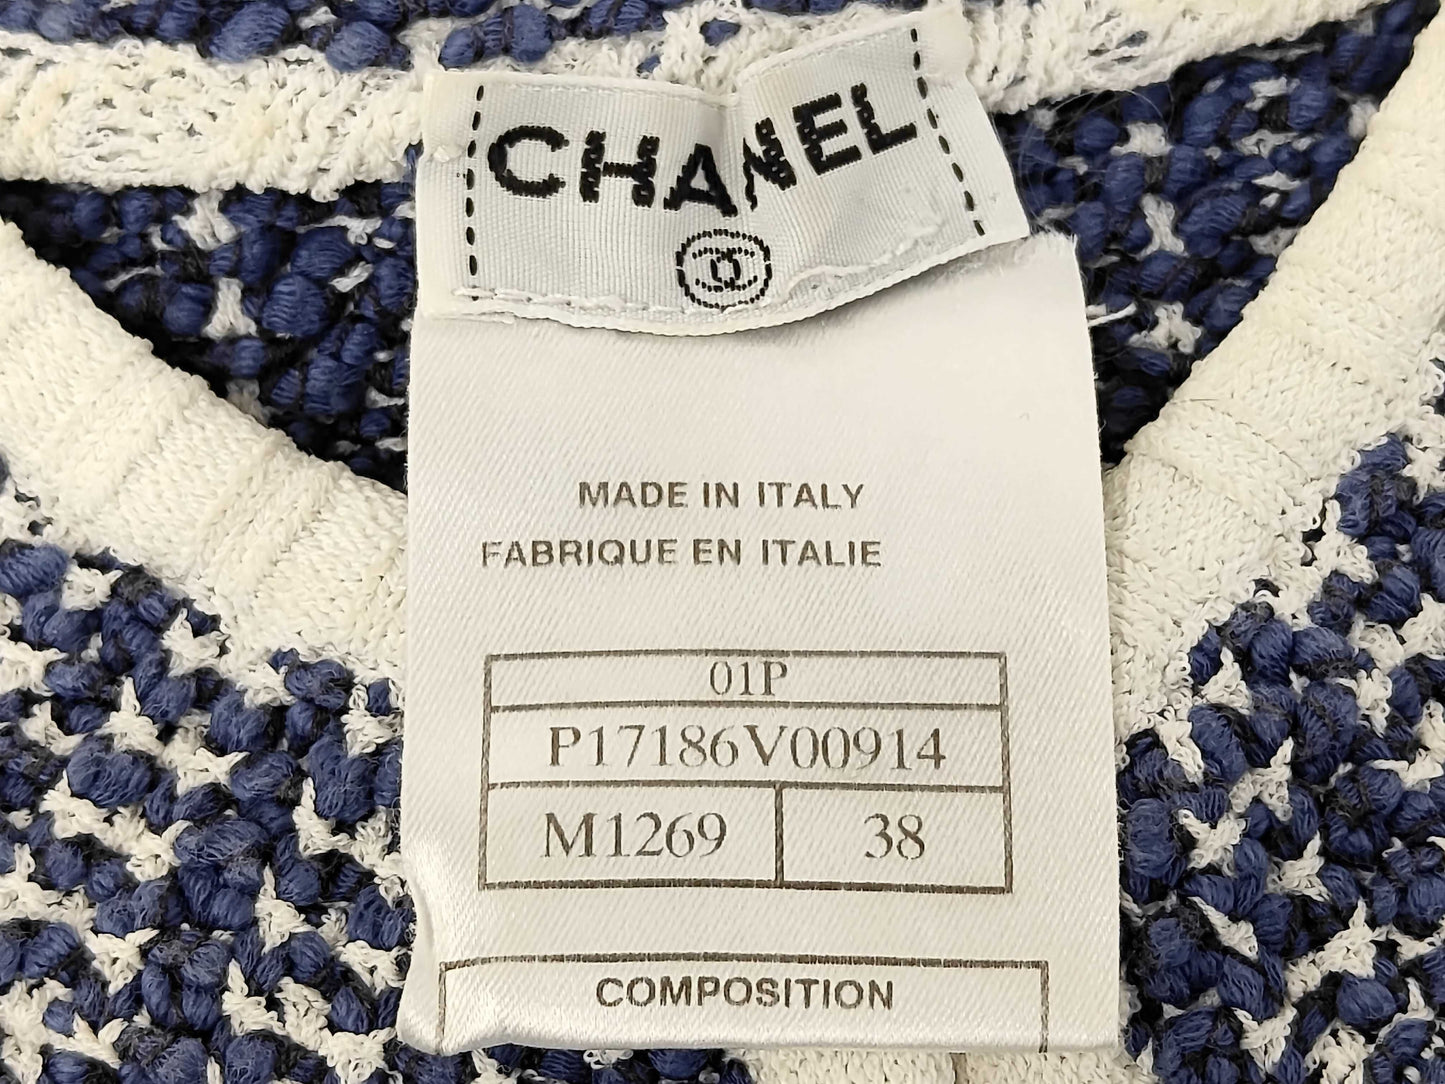 CHANEL
MADE IN ITALY
FABRIQUE EN ITALIE
01P
P17186V00914
M1269 38
COMPOSITION